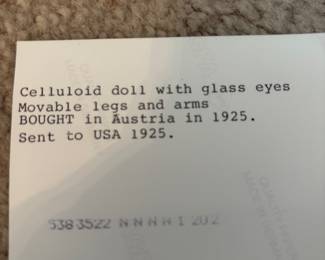 Celluloid doll with glass eyes
Movable legs and arms
BOUGHT in Austria in 1925.
Sent to USA 1925.
5383522 N N N N 1 202